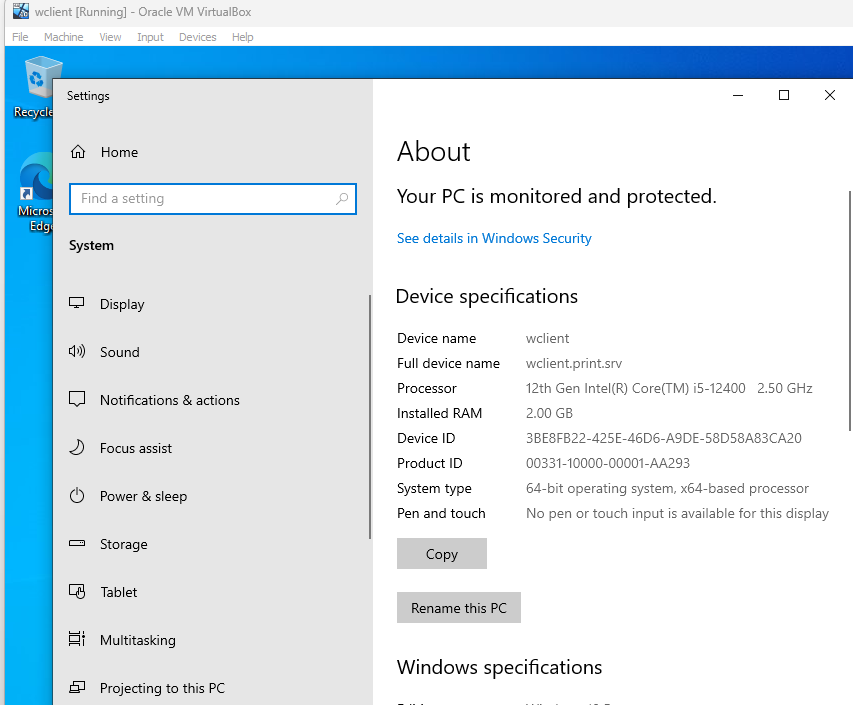 wclient [Running] - Oracle VM VirtualBox
File Machine View Input Devices Help
Recycle
Micros
Edge
Settings
Home
Find a setting
System
Display
Sound
Notifications & actions
Focus assist
Power & sleep
Storage
Tablet
Multitasking
Projecting to this PC
About
Your PC is monitored and protected.
See details in Windows Security
Device specifications
Device name wclient
Full device name wclient.print.srv
Processor 12th Gen Intel(R) Core(TM) i5-12400 2.50 GHz
Installed RAM 2.00 GB
Device ID 3BE8FB22-425E-46D6-A9DE-58D58A83CA20
Product ID 00331-10000-00001-AA293
System type 64-bit operating system, x64-based processor
Pen and touch No pen or touch input is available for this display
Copy
Rename this PC
Windows specifications